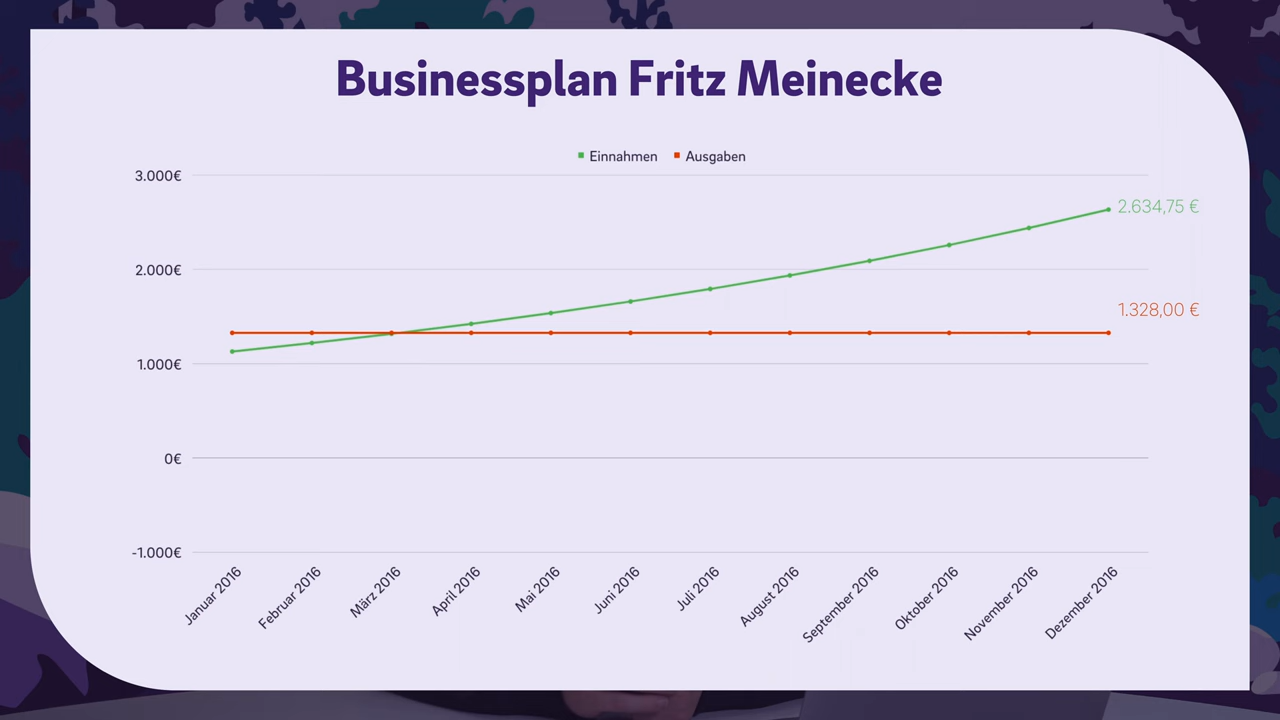 Businessplan Fritz Meinecke
Einnahmen Ausgaben
3.000€
2.634,75 €
2.000€
1.328,00 €
1.000€
0€
-1.000€
Januar 2016
Februar 2016
März 2016
April 2016
Mai 2016
Juni 2016
Juli 2016
August 2016
September 2016
Oktober 2016
November 2016
Dezember 2016